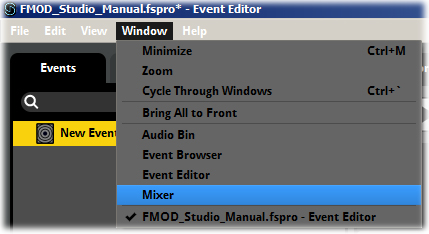 FMOD_Studio_Manual.fspro* - Event Editor
File Edit View Window Help
Events
New Event
Minimize Ctrl+M
Zoom
Cycle Through Windows Ctrl+`
Bring All to Front
Audio Bin
Event Browser
Event Editor
Mixer
FMOD_Studio_Manual.fspro - Event Editor